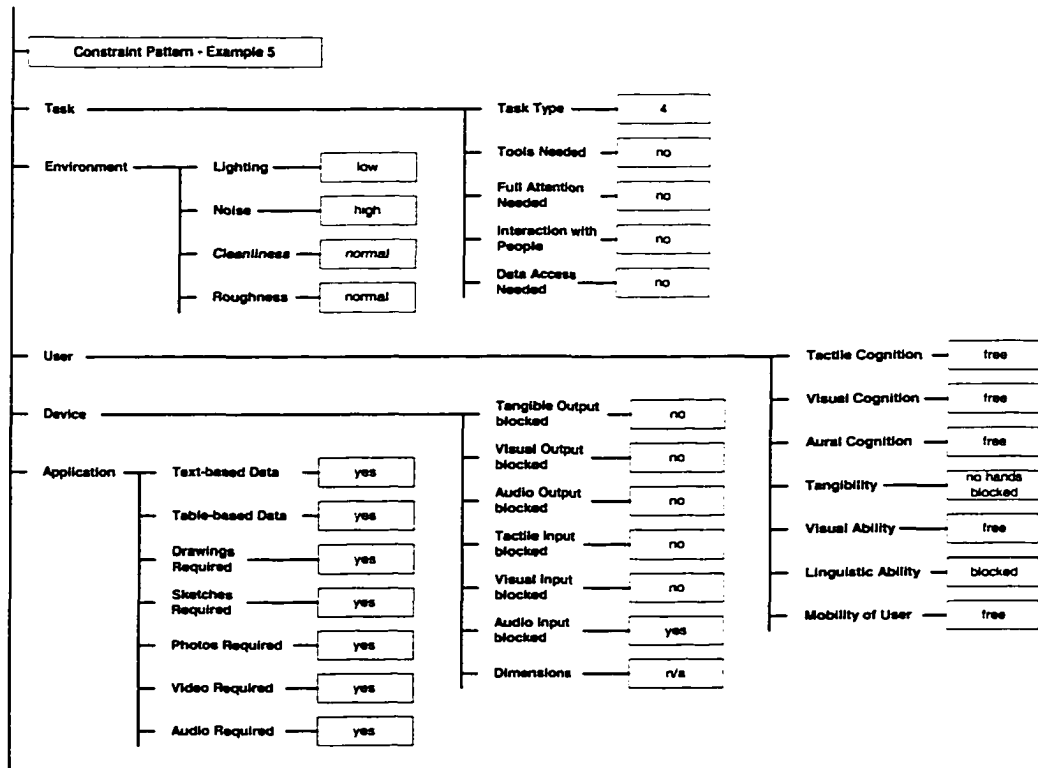 Constraint Pattern - Example 5
Task
Task Type
4
Tools Needed
no
Full Attention
Needed
no
Interaction with
People
no
Data Access
Needed
no
Environment
Lighting
low
Noise
high
Cleanliness
normal
Roughness
normal
User
Tactile Cognition
free
Visual Cognition
free
Aural Cognition
free
Tangibility
no hands
blocked
Visual Ability
free
Linguistic Ability
blocked
Mobility of User
free
Device
Tangible Output
blocked
no
Visual Output
blocked
no
Audio Output
blocked
no
Tactile Input
blocked
no
Visual Input
blocked
no
Audio Input
blocked
yes
Dimensions
n/a
Application
Text-based Data
yes
Table-based Data
yes
Drawings
Required
yes
Sketches
Required
yes
Photos Required
yes
Video Required
yes
Audio Required
yes